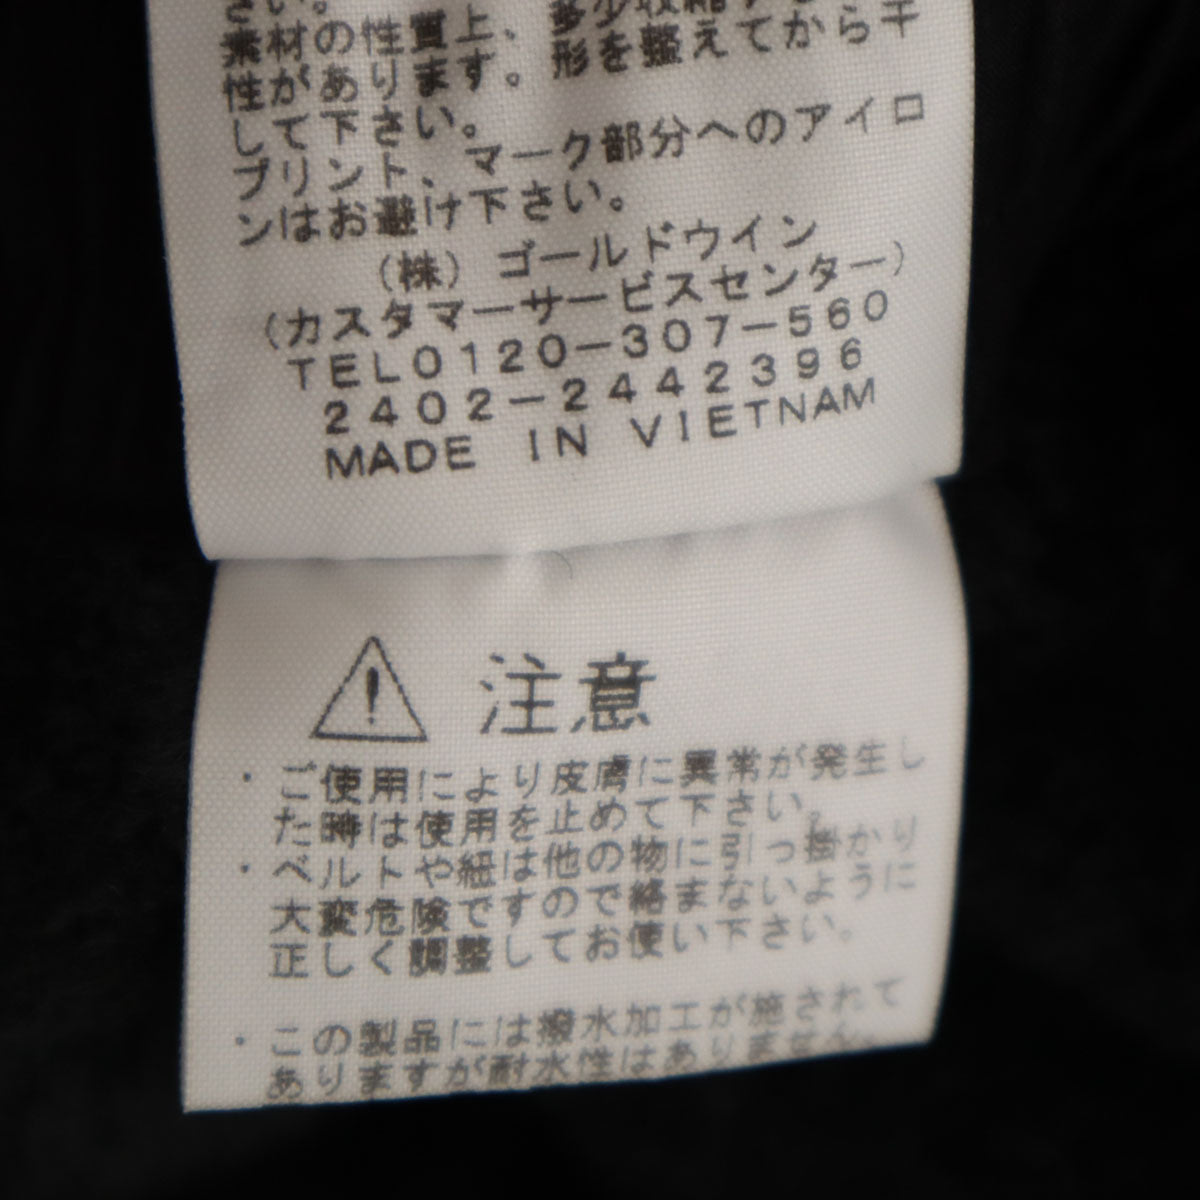 さい。
素材の性質上、多少収縮する
性があります。形を整えてから干
して下さい。
プリント、マーク部分へのアイロ
ンはお避け下さい。
(株)ゴールドウイン
(カスタマーサービスセンター)
TEL0120-307-560
2402-2442396
MADE IN VIETNAM
注意
・ご使用により皮膚に異常が発生し
た時は使用を止めて下さい。
・ベルトや紐は他の物に引っ掛かり
大変危険ですので絡まないように
正しく調整してお使い下さい。
・この製品には撥水加工が施されて
ありますが耐水性はありません。